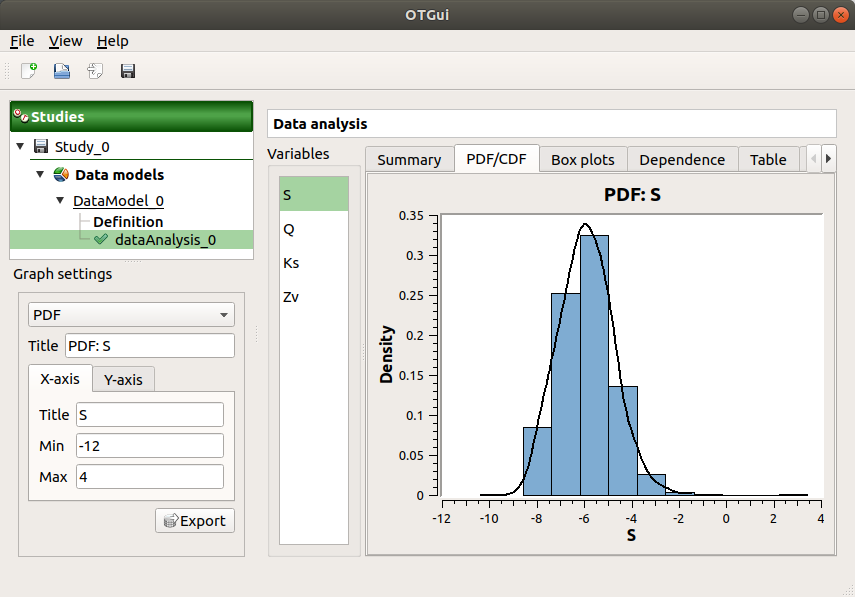 OTGui
File View Help
Studies
Study_0
Data models
DataModel_0
Definition
dataAnalysis_0
Graph settings
PDF
Title PDF: S
X-axis Y-axis
Title S
Min -12
Max 4
Export
Data analysis
Variables
S
Q
Ks
Zv
Summary PDF/CDF Box plots Dependence Table
PDF: S
0.35
0.3
0.25
0.2
0.15
0.1
0.05
0
Density
-12 -10 -8 -6 -4 -2 0 2 4
S